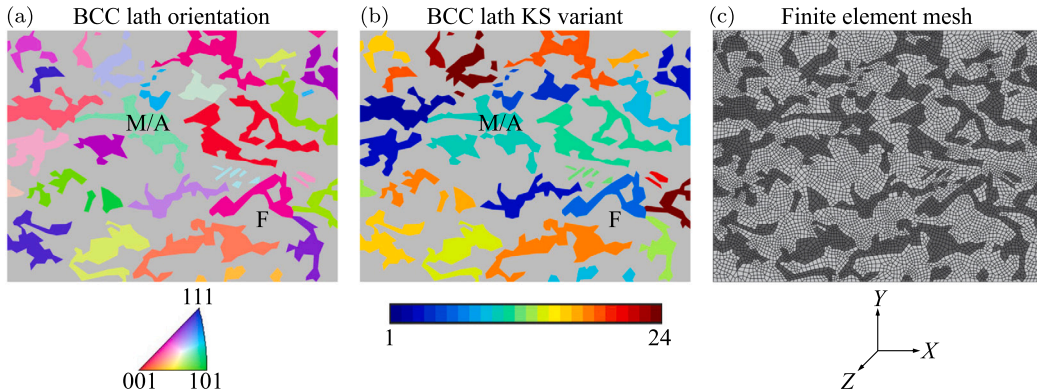 (a) BCC lath orientation
(b) BCC lath KS variant
(c) Finite element mesh
M/A
F
M/A
F
111
001 101
1 24
Y
X
Z